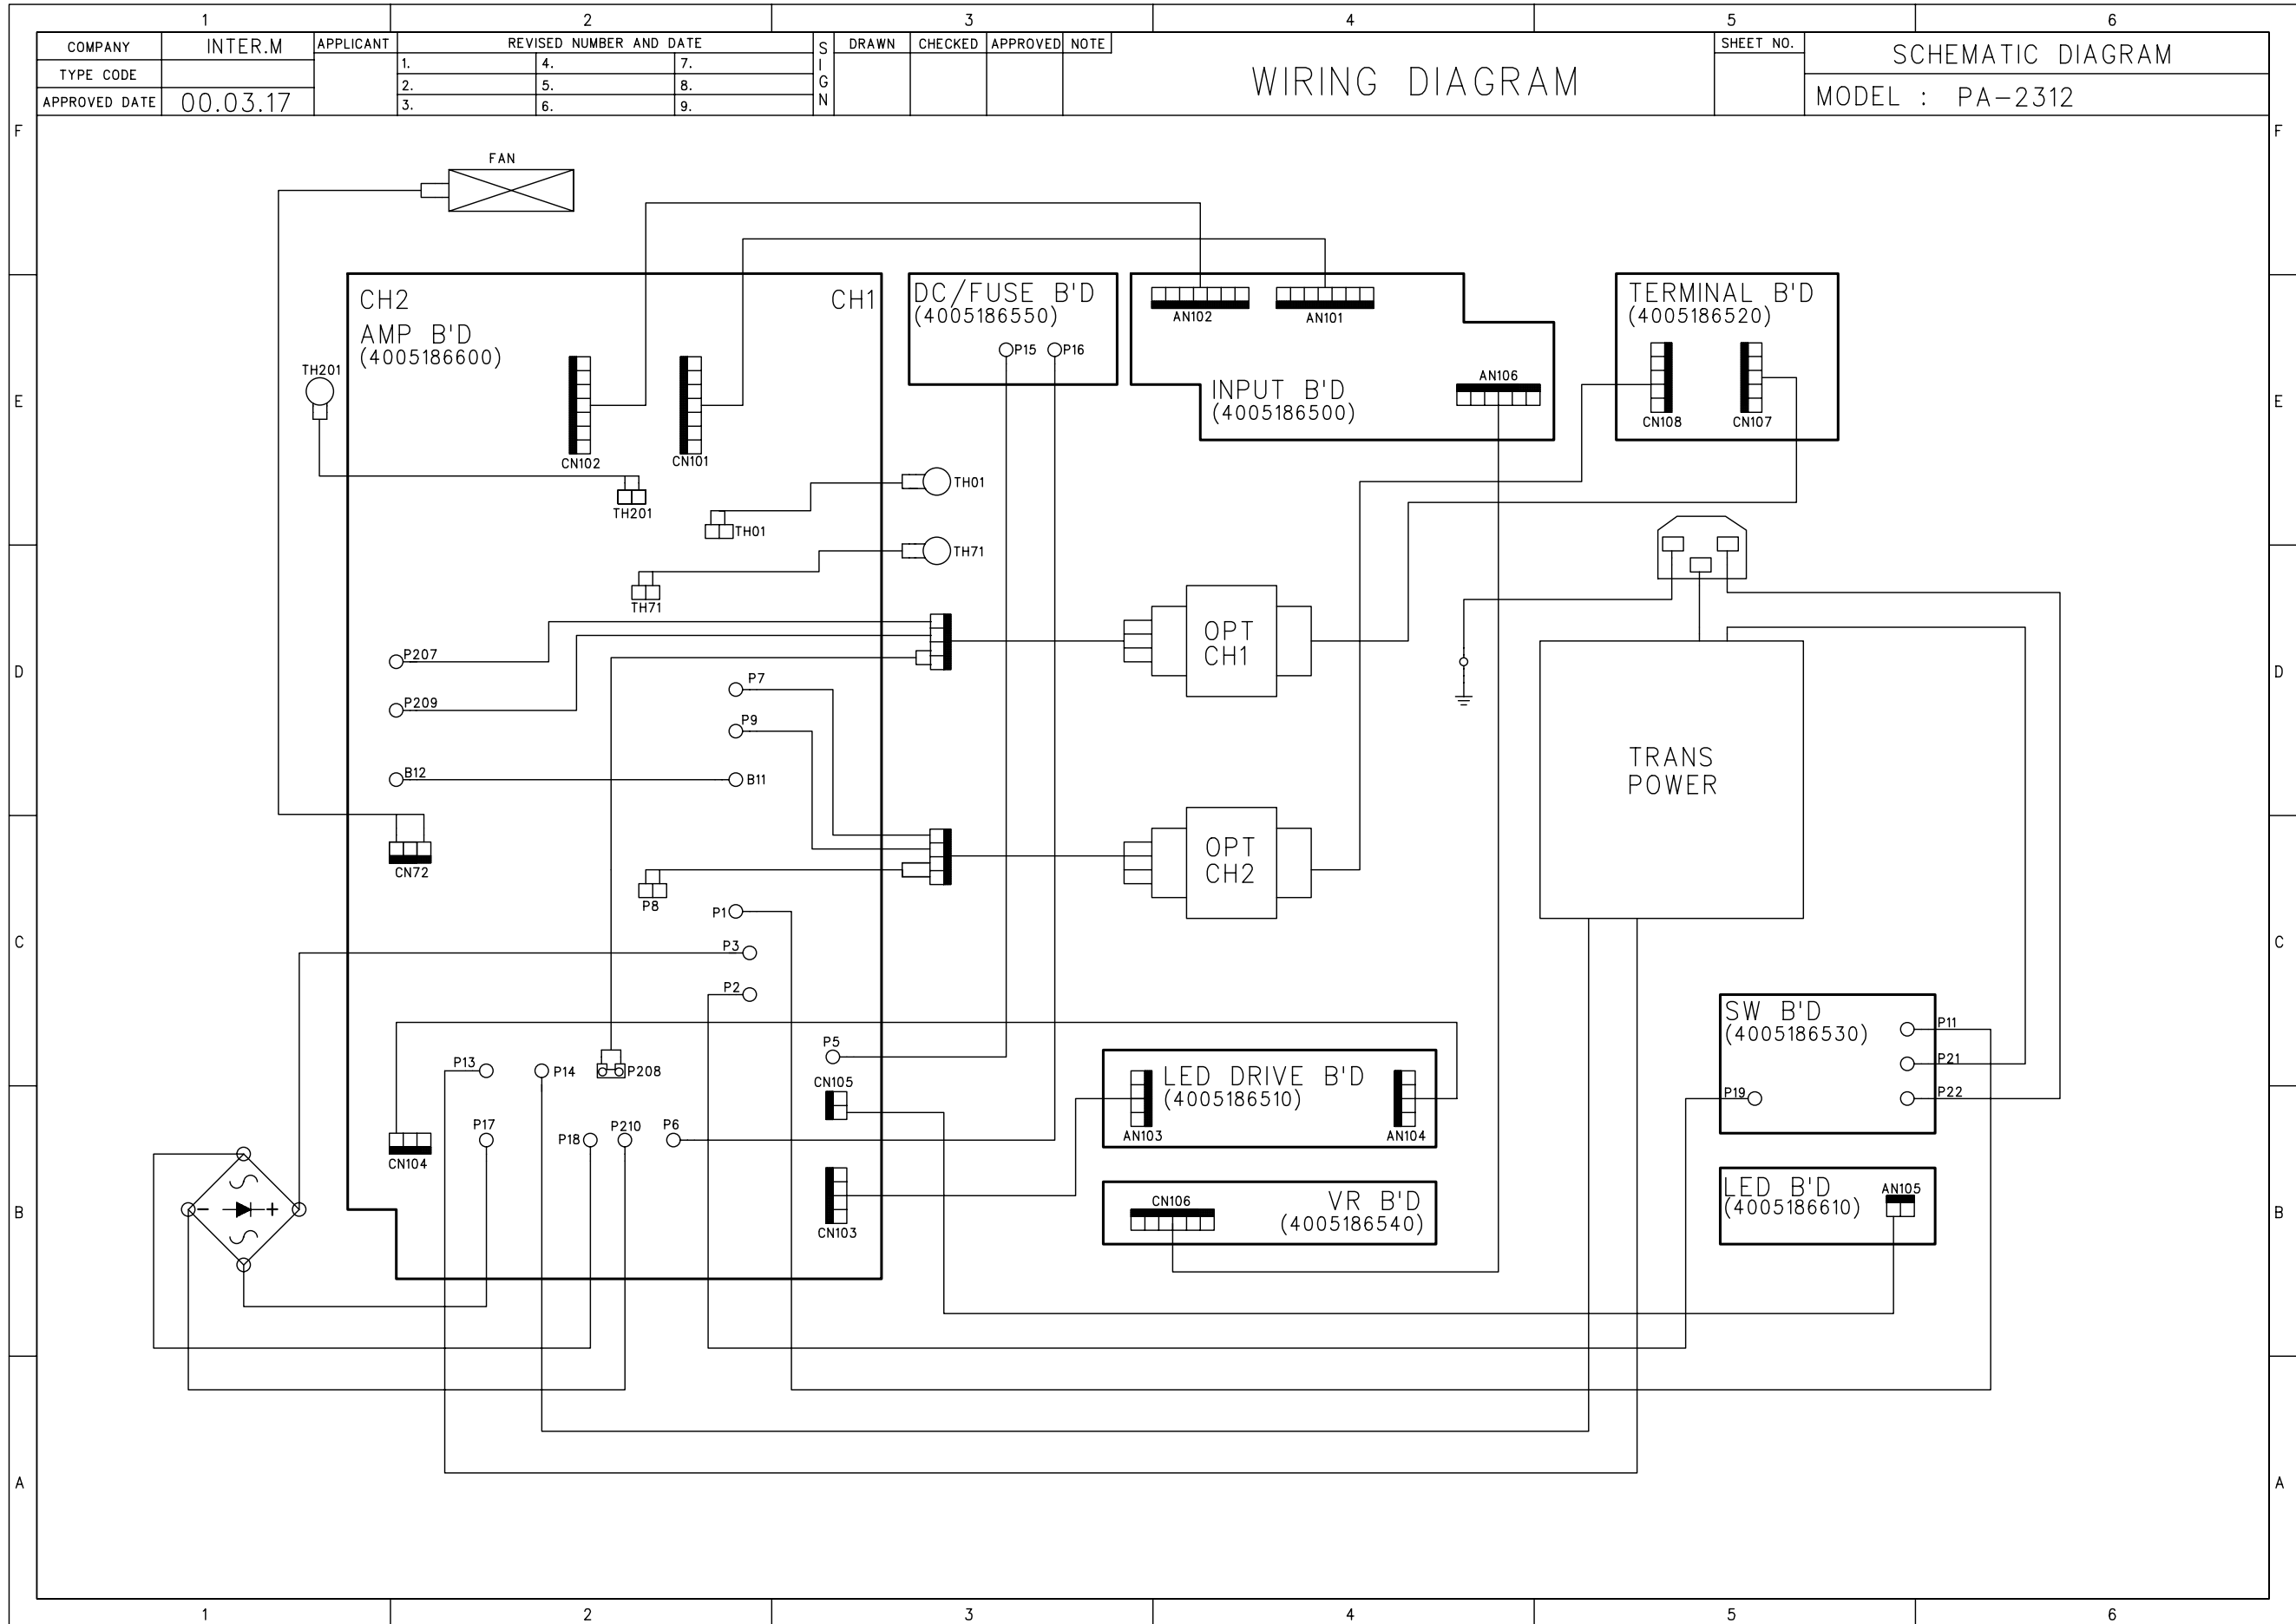 1 2 3 4 5 6
COMPANY INTER.M APPLICANT REVISED NUMBER AND DATE SIGN DRAWN CHECKED APPROVED NOTE SHEET NO.
TYPE CODE 1. 4. 7.
2. 5. 8.
APPROVED DATE 00.03.17 3. 6. 9.
WIRING DIAGRAM
SCHEMATIC DIAGRAM
MODEL : PA-2312
F F
FAN
CH2 CH1
AMP B'D
(4005186600)
DC/FUSE B'D
(4005186550)
P15 P16
AN102 AN101
INPUT B'D
(4005186500)
AN106
TERMINAL B'D
(4005186520)
CN108 CN107
TH201
E E
CN102 CN101
TH01
TH201
TH01
TH71
TH71
OPT
CH1
P207
D D
P7
P209
P9
B12 B11
TRANS
POWER
OPT
CH2
CN72
P8
P1
C C
P3
P2
SW B'D
(4005186530)
P11
P21
P19 P22
P5
P13 P14 P208
CN105
LED DRIVE B'D
(4005186510)
AN103 AN104
P17 P18 P210 P6
CN104
- +
CN103
CN106 VR B'D
(4005186540)
LED B'D
(4005186610)
AN105
B B
A A
1 2 3 4 5 6